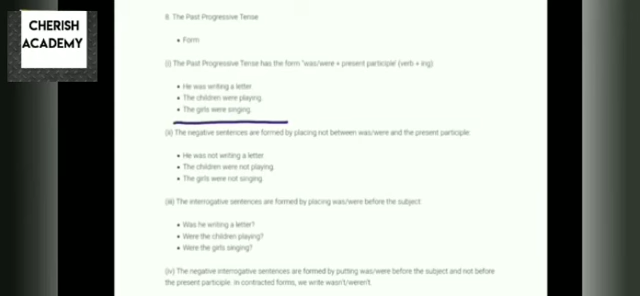 CHERISH
ACADEMY
8. The Past Progressive Tense
• Form
(i) The Past Progressive Tense has the form 'was/were + present participle' (verb + ing)
• He was writing a letter
• The children were playing.
• The girls were singing.
(ii) The negative sentences are formed by placing not between was/were and the present participle
• He was not writing a letter
• The children were not playing.
• The girls were not singing
(iii) The interrogative sentences are formed by placing was/were before the subject
• Was he writing a letter?
• Were the children playing?
• Were the girls singing?
(iv) The negative interrogative sentences are formed by putting was/were before the subject and not before
the present participle. In contracted forms, we write wasn't/weren't